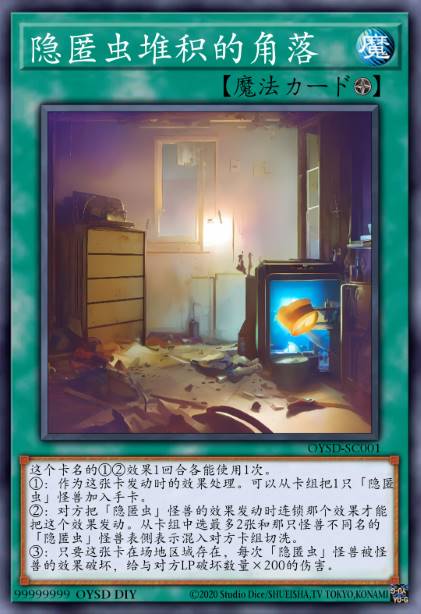 隐匿虫堆积的角落
魔
【魔法カード】
OYSD-SC001
这个卡名的①②效果1回合各能使用1次。
①：作为这张卡发动时的效果处理。可以从卡组把1只「隐匿
虫」怪兽加入手卡。
②：对方把「隐匿虫」怪兽的效果发动时连锁那个效果才能
把这个效果发动。从卡组中选最多2张和那只怪兽不同名的
「隐匿虫」怪兽表侧表示混入对方卡组切洗。
③：只要这张卡在场地区域存在，每次「隐匿虫」怪兽被怪
兽的效果破坏，给与对方LP破坏数量×200的伤害。
99999999 OYSD DIY
©2020 Studio Dice/SHUEISHA,TV TOKYO,KONAMI